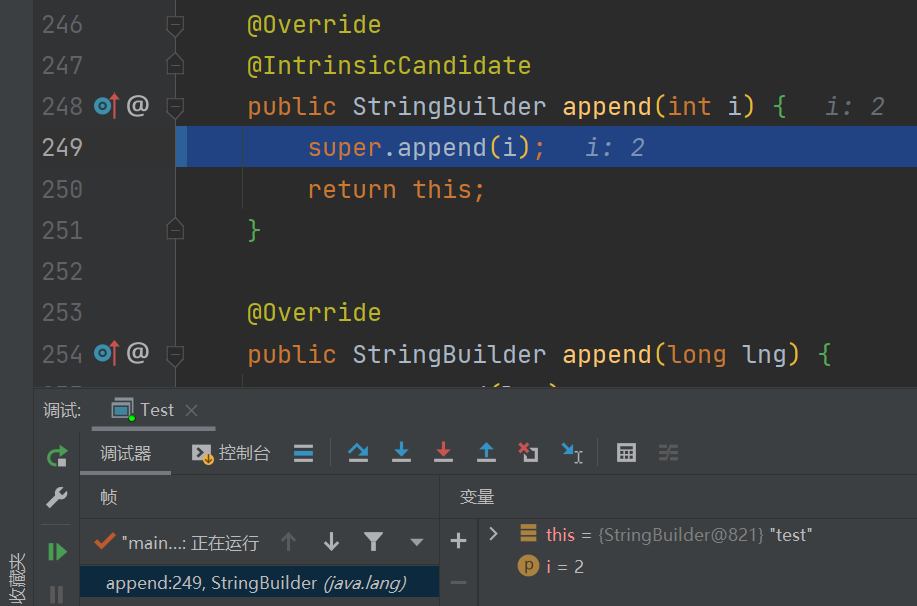 246 @Override
247 @IntrinsicCandidate
248 @ public StringBuilder append(int i) { i: 2
249 super.append(i); i: 2
250 return this;
251 }
252
253 @Override
254 @ public StringBuilder append(long lng) {
调试: Test
调试器 控制台
帧 变量
"main...: 正在运行
this = {StringBuilder@821} "test"
append:249, StringBuilder (java.lang)
p i = 2
收藏夹